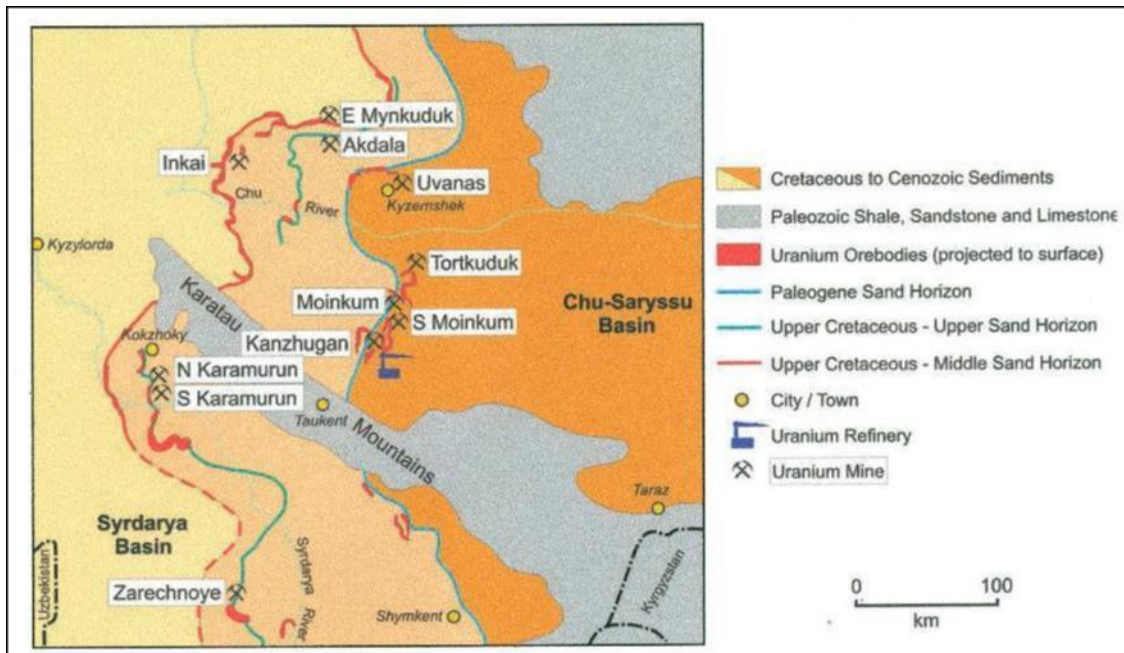 E Mynkuduk
Akdala
Inkai
Chu
River
Uvanas
Kyzemshek
Kyzylorda
Tortkuduk
Karatau
Moinkum
Chu-Saryssu
Basin
S Moinkum
Kanzhugan
Kokzhoky
N Karamurun
S Karamurun
Taukent
Mountains
Taraz
Syrdarya
Basin
Uzbekistan
Zarechnoye
Syrdarya
River
Shymkent
Kyrgyzstan
Cretaceous to Cenozoic Sediments
Paleozoic Shale, Sandstone and Limestone
Uranium Orebodies (projected to surface)
Paleogene Sand Horizon
Upper Cretaceous - Upper Sand Horizon
Upper Cretaceous - Middle Sand Horizon
City / Town
Uranium Refinery
Uranium Mine
0 100
km